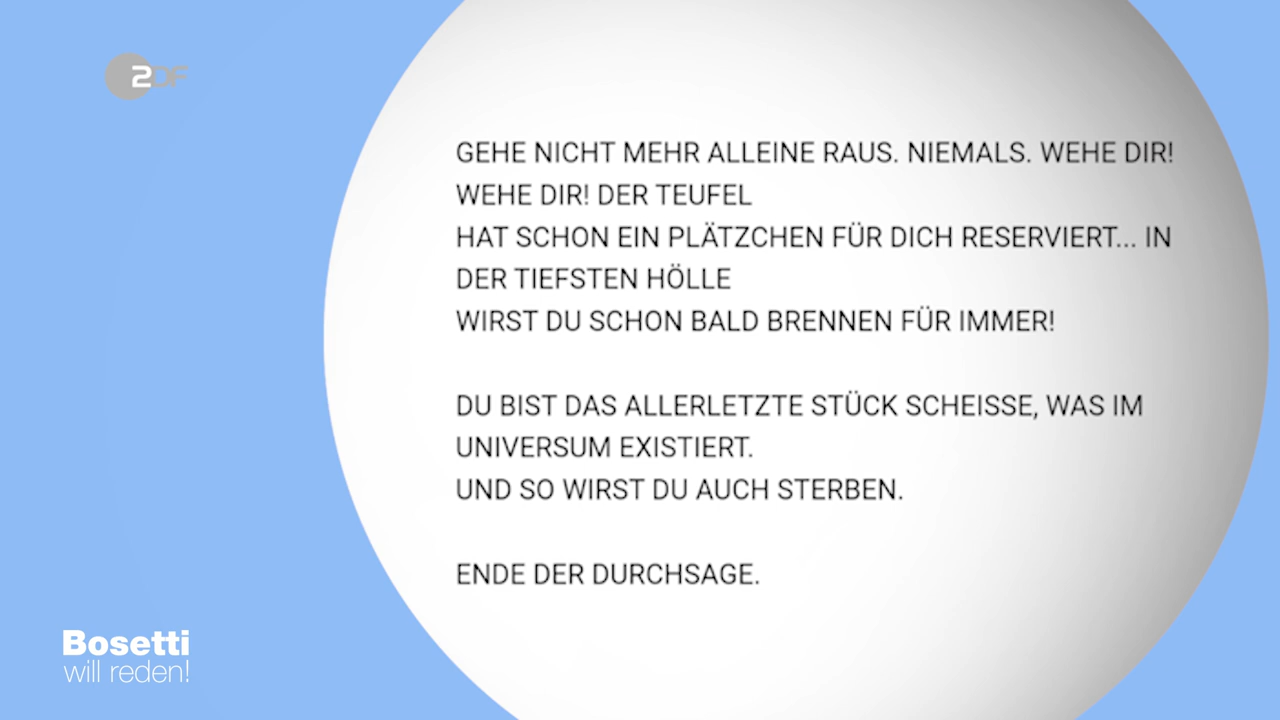 ZDF
GEHE NICHT MEHR ALLEINE RAUS. NIEMALS. WEHE DIR!
WEHE DIR! DER TEUFEL
HAT SCHON EIN PLÄTZCHEN FÜR DICH RESERVIERT... IN
DER TIEFSTEN HÖLLE
WIRST DU SCHON BALD BRENNEN FÜR IMMER!
DU BIST DAS ALLERLETZTE STÜCK SCHEISSE, WAS IM
UNIVERSUM EXISTIERT.
UND SO WIRST DU AUCH STERBEN.
ENDE DER DURCHSAGE.
Bosetti
will reden!